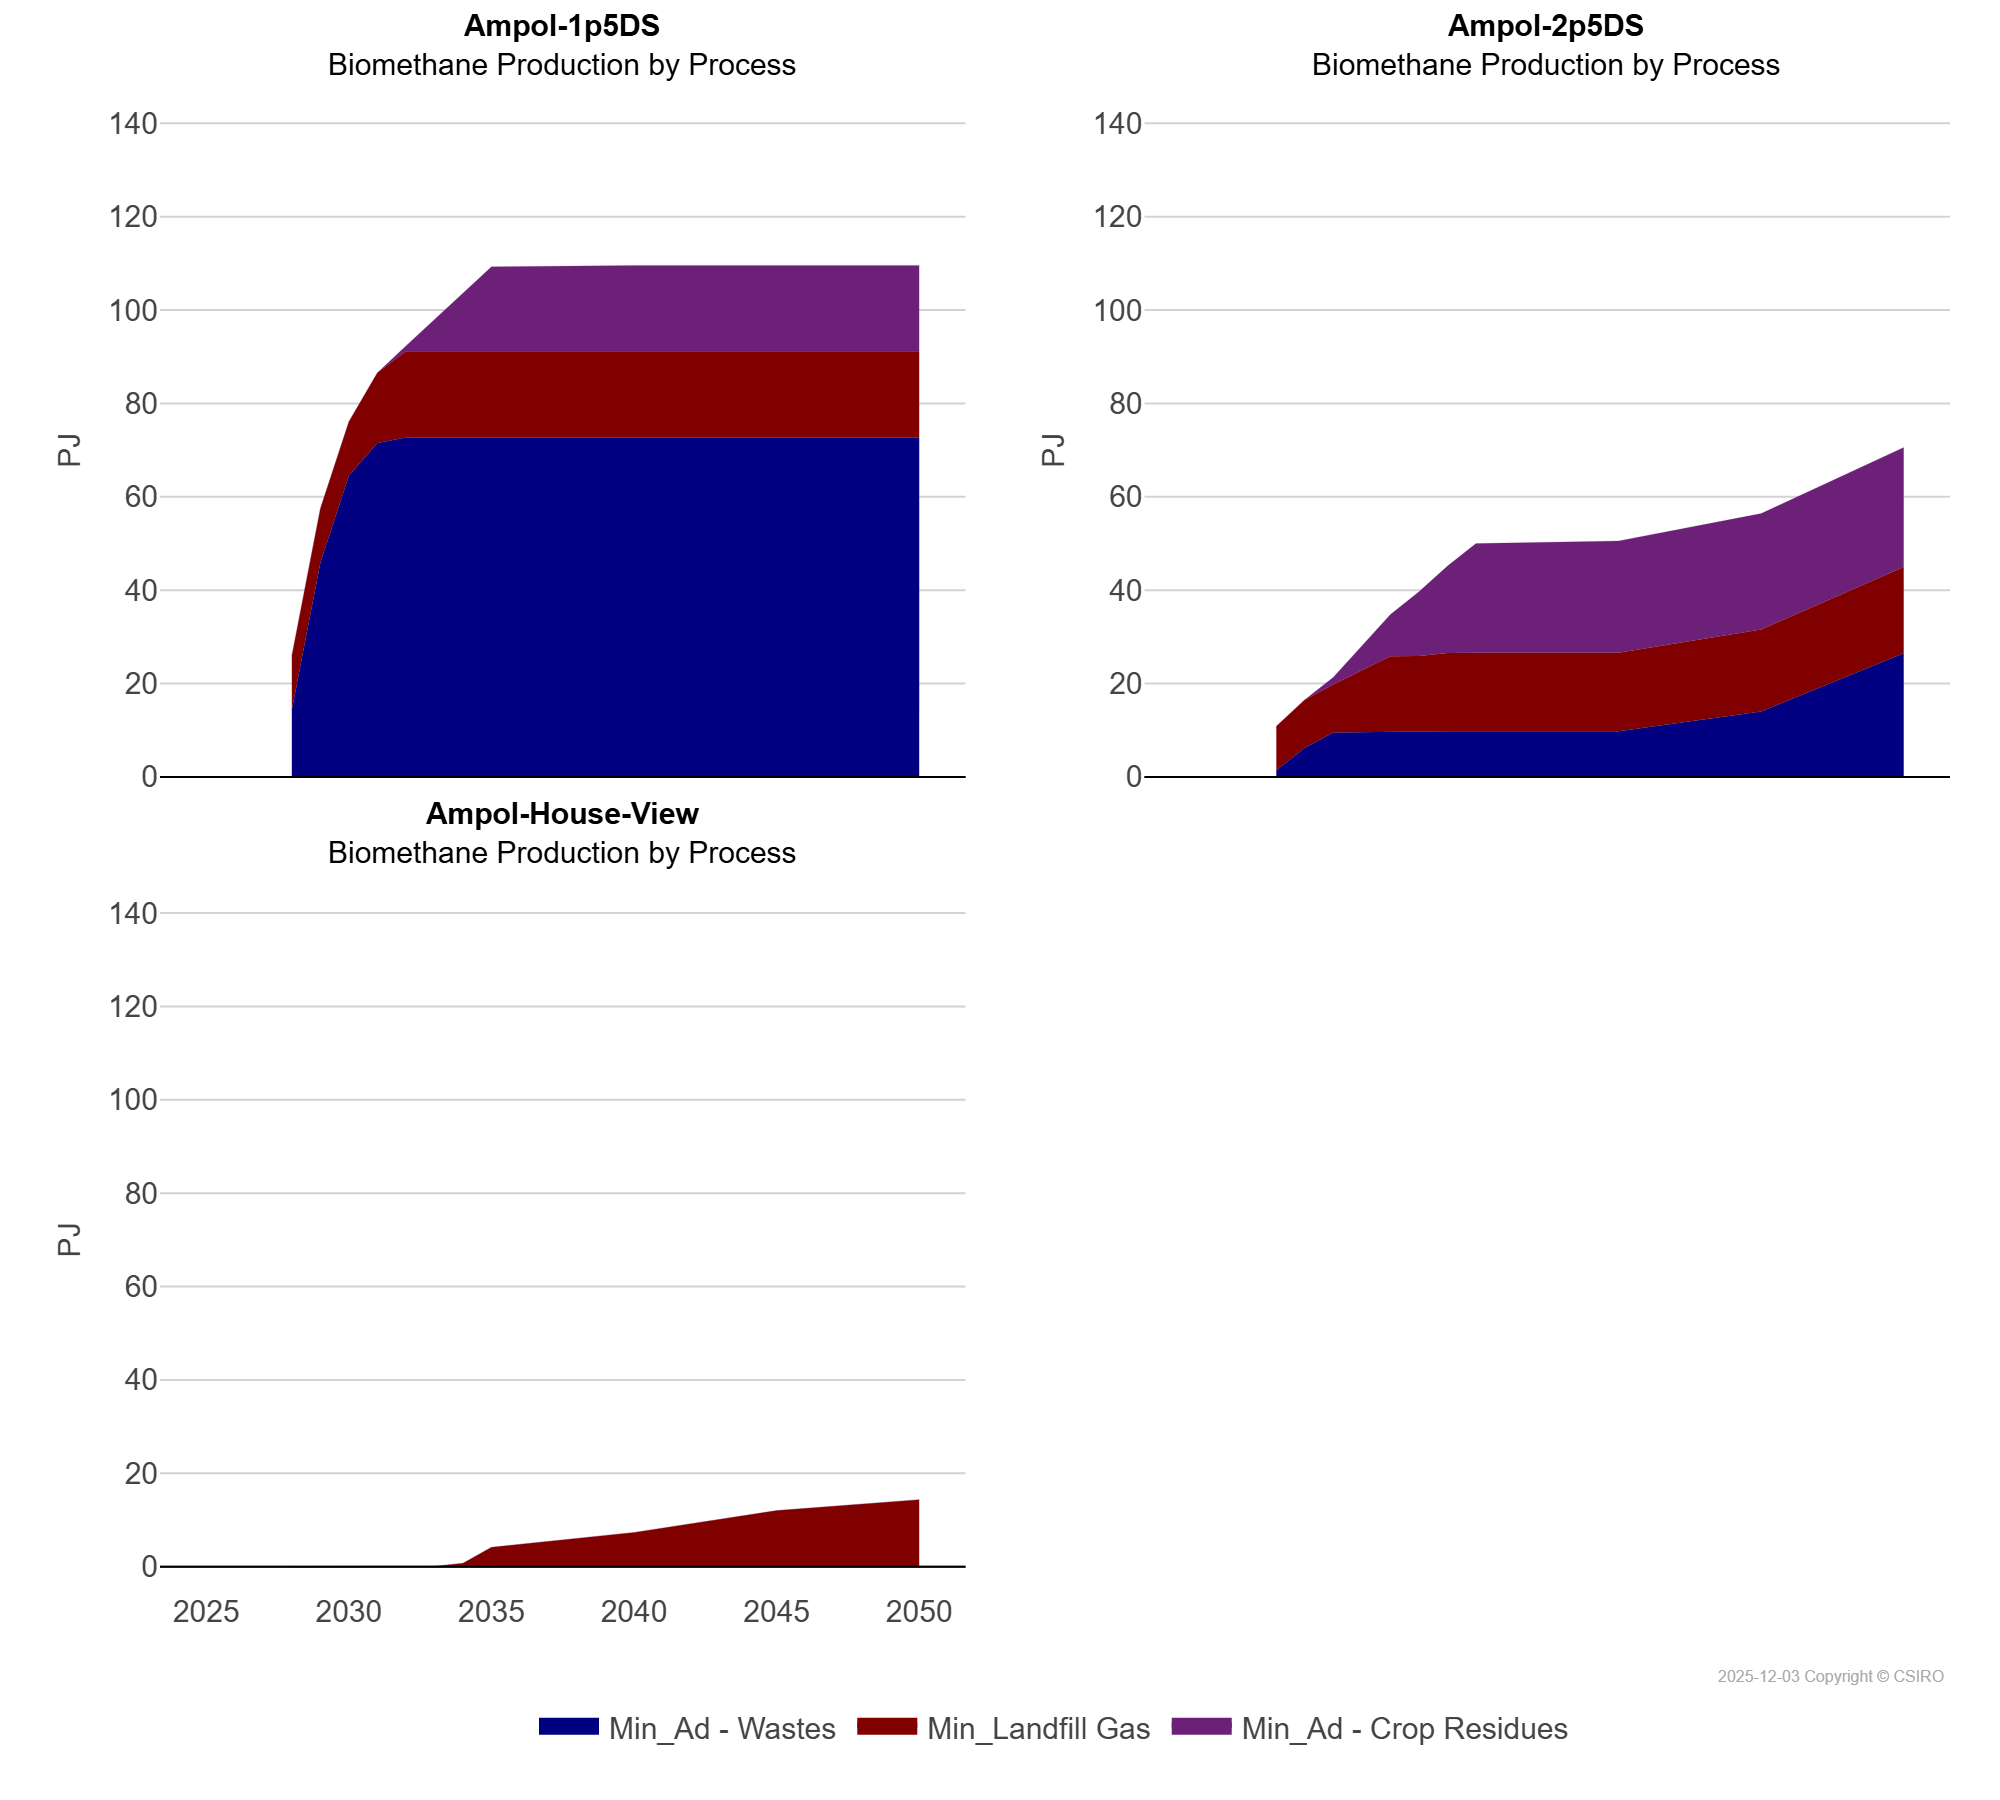 Ampol-1p5DS
Biomethane Production by Process
140
120
100
80
60
40
20
0
PJ
Ampol-2p5DS
Biomethane Production by Process
140
120
100
80
60
40
20
0
PJ
Ampol-House-View
Biomethane Production by Process
140
120
100
80
60
40
20
0
PJ
2025 2030 2035 2040 2045 2050
2025-12-03 Copyright © CSIRO
Min_Ad - Wastes Min_Landfill Gas Min_Ad - Crop Residues